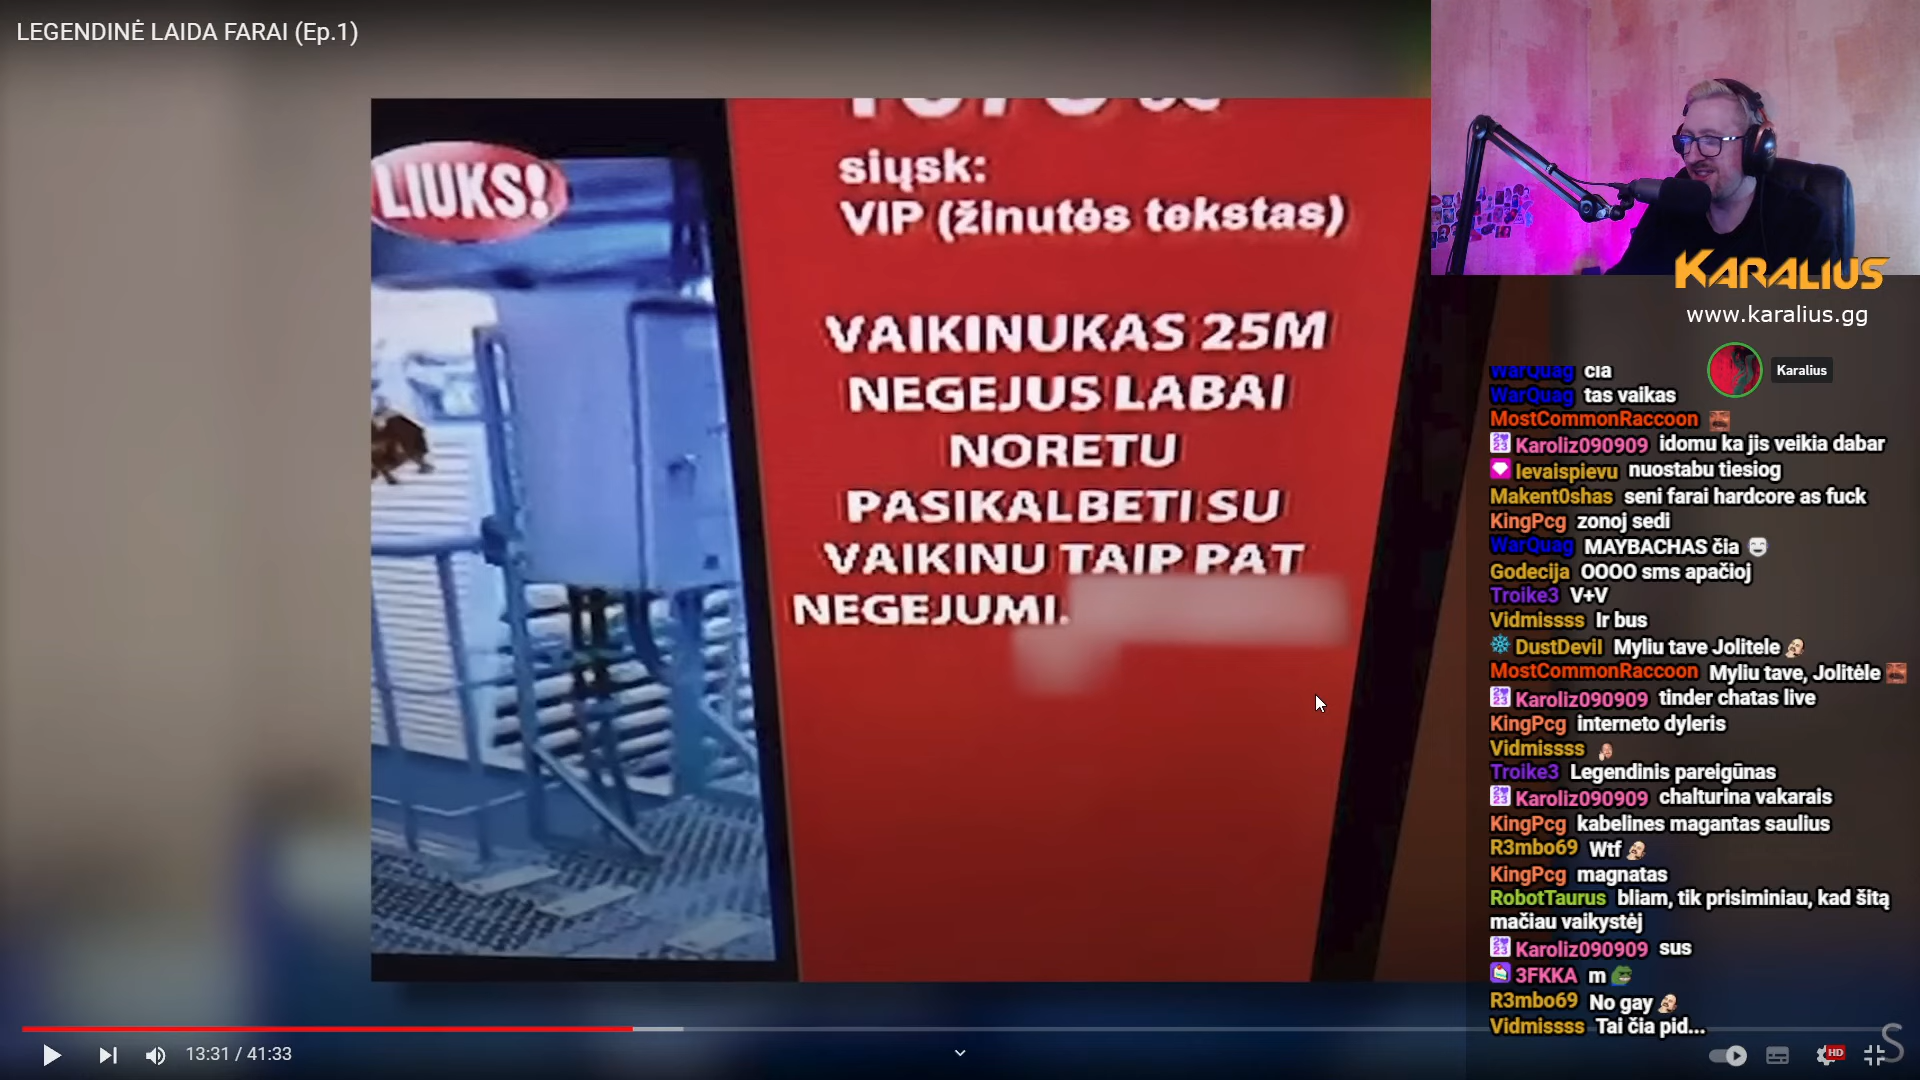 LEGENDINĖ LAIDA FARAI (Ep.1)
LIUKS!
siųsk:
VIP (žinutės tekstas)
VAIKINUKAS 25M
NEGEJUS LABAI
NORETU
PASIKALBETI SU
VAIKINU TAIP PAT
NEGEJUMI.
KARALIUS
www.karalius.gg
Karalius
WarQuag čia
WarQuag tas vaikas
MostCommonRaccoon
Karoliz090909 idomu ka jis veikia dabar
Ievaispievu nuostabu tiesiog
Makent0shas seni farai hardcore as fuck
KingPcg zonoj sedi
WarQuag MAYBACHAS čia
Godecija OOOO sms apačioj
Troike3 V+V
Vidmissss Ir bus
DustDevil Myliu tave Jolitele
MostCommonRaccoon Myliu tave, Jolitėle
Karoliz090909 tinder chatas live
KingPcg interneto dyleris
Vidmissss
Troike3 Legendinis pareigūnas
Karoliz090909 chalturina vakarais
KingPcg kabelines magantas saulius
R3mbo69 Wtf
KingPcg magnatas
RobotTaurus bliam, tik prisiminiau, kad šitą
mačiau vaikystėj
Karoliz090909 sus
3FKKA m
R3mbo69 No gay
Vidmissss Tai čia pid...
13:31 / 41:33
HD
S